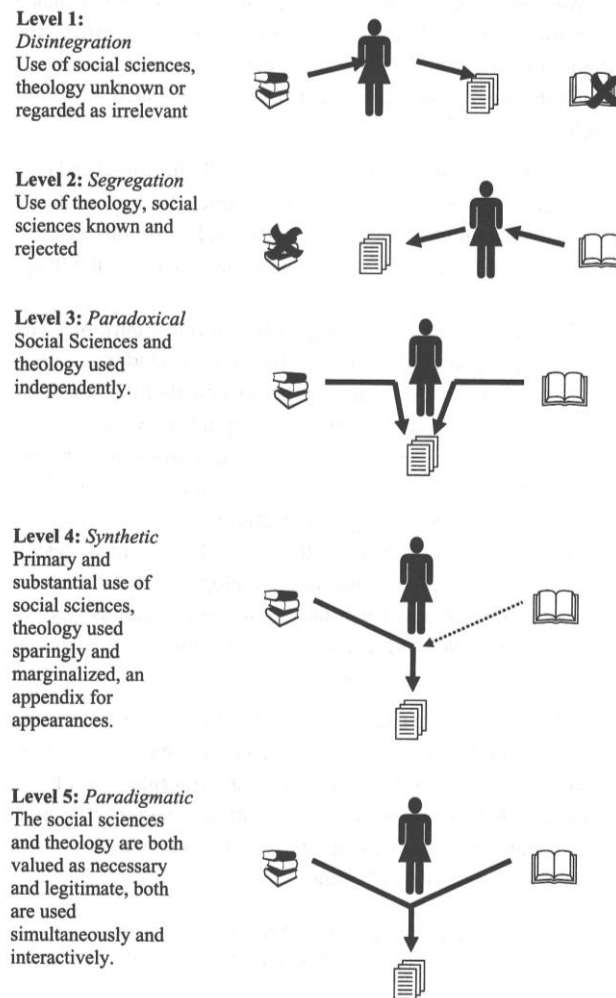 Level 1:
Disintegration
Use of social sciences,
theology unknown or
regarded as irrelevant
Level 2: Segregation
Use of theology, social
sciences known and
rejected
Level 3: Paradoxical
Social Sciences and
theology used
independently.
Level 4: Synthetic
Primary and
substantial use of
social sciences,
theology used
sparingly and
marginalized, an
appendix for
appearances.
Level 5: Paradigmatic
The social sciences
and theology are both
valued as necessary
and legitimate, both
are used
simultaneously and
interactively.